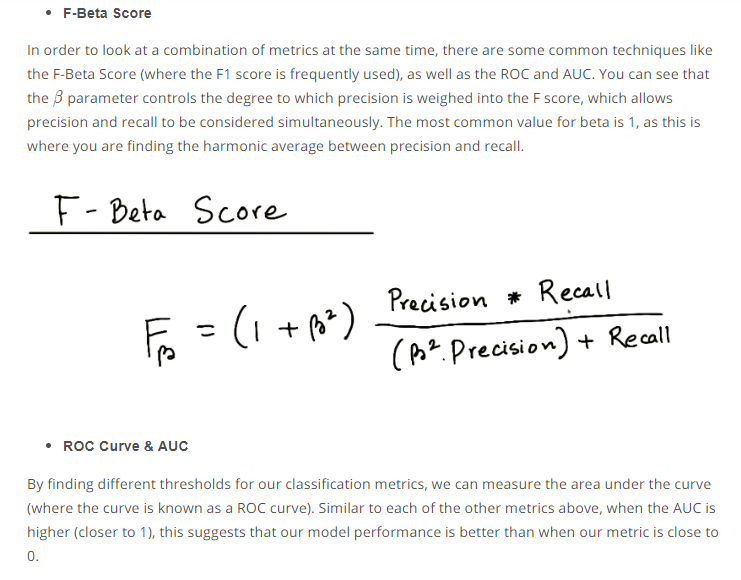 • F-Beta Score
In order to look at a combination of metrics at the same time, there are some common techniques like
the F-Beta Score (where the F1 score is frequently used), as well as the ROC and AUC. You can see that
the β parameter controls the degree to which precision is weighed into the F score, which allows
precision and recall to be considered simultaneously. The most common value for beta is 1, as this is
where you are finding the harmonic average between precision and recall.
F - Beta Score
Fβ = (1 + β²) Precision * Recall
(β². Precision) + Recall
• ROC Curve & AUC
By finding different thresholds for our classification metrics, we can measure the area under the curve
(where the curve is known as a ROC curve). Similar to each of the other metrics above, when the AUC is
higher (closer to 1), this suggests that our model performance is better than when our metric is close to
0.